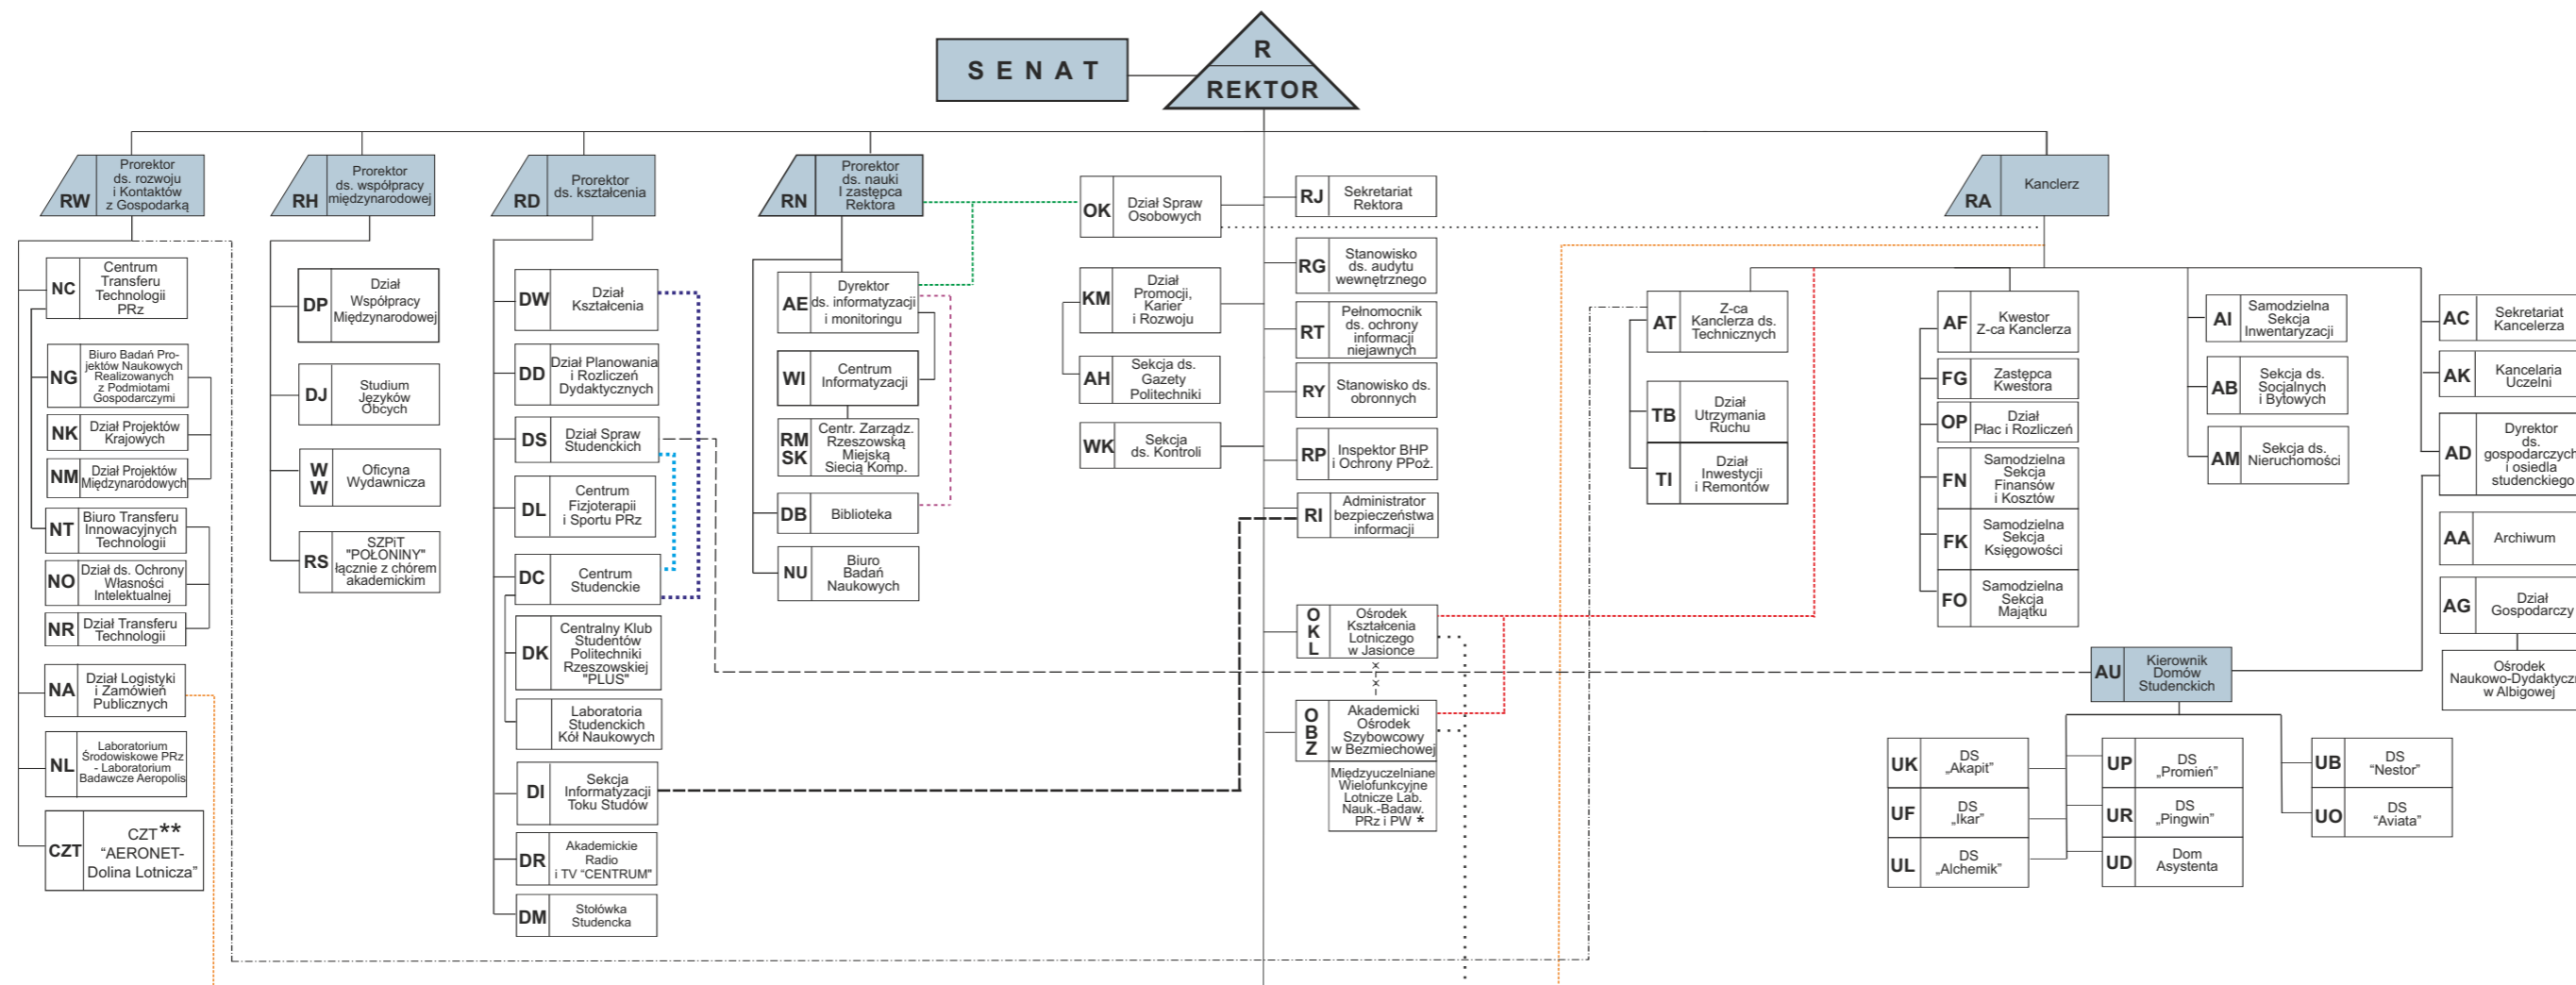 SENAT
R
REKTOR
RW
Prorektor
ds. rozwoju
i Kontaktów
z Gospodarką
RH
Prorektor
ds. współpracy
międzynarodowej
RD
Prorektor
ds. kształcenia
RN
Prorektor
ds. nauki
I zastępca
Rektora
RA
Kanclerz
NC
Centrum
Transferu
Technologii
PRz
NG
Biuro Badań Pro-
jektów Naukowych
Realizowanych
z Podmiotami
Gospodarczymi
NK
Dział Projektów
Krajowych
NM
Dział Projektów
Międzynarodowych
NT
Biuro Transferu
Innowacyjnych
Technologii
NO
Dział ds. Ochrony
Własności
Intelektualnej
NR
Dział Transferu
Technologii
NA
Dział Logistyki
i Zamówień
Publicznych
NL
Laboratorium
Środowiskowe PRz
- Laboratorium
Badawcze Aeropolis
CZT
CZT**
“AERONET-
Dolina Lotnicza”
DP
Dział
Współpracy
Międzynarodowej
DJ
Studium
Języków
Obcych
W
W
Oficyna
Wydawnicza
RS
SZPiT
"POŁONINY"
łącznie z chórem
akademickim
DW
Dział
Kształcenia
DD
Dział Planowania
i Rozliczeń
Dydaktycznych
DS
Dział Spraw
Studenckich
DL
Centrum
Fizjoterapii
i Sportu PRz
DC
Centrum
Studenckie
DK
Centralny Klub
Studentów
Politechniki
Rzeszowskiej
"PLUS"
Laboratoria
Studenckich
Kół Naukowych
DI
Sekcja
Informatyzacji
Toku Studów
DR
Akademickie
Radio
i TV “CENTRUM"
DM
Stołówka
Studencka
AE
Dyrektor
ds. informatyzacji
i monitoringu
WI
Centrum
Informatyzacji
RM
SK
Centr. Zarządz.
Rzeszowską
Miejską
Siecią Komp.
DB
Biblioteka
NU
Biuro
Badań
Naukowych
OK
Dział Spraw
Osobowych
KM
Dział
Promocji,
Karier
i Rozwoju
AH
Sekcja ds.
Gazety
Politechniki
WK
Sekcja
ds. Kontroli
RJ
Sekretariat
Rektora
RG
Stanowisko
ds. audytu
wewnętrznego
RT
Pełnomocnik
ds. ochrony
informacji
niejawnych
RY
Stanowisko ds.
obronnych
RP
Inspektor BHP
i Ochrony PPoż.
RI
Administrator
bezpieczeństwa
informacji
O
K
L
Ośrodek
Kształcenia
Lotniczego
w Jasionce
x
x
O
B
Z
Akademicki
Ośrodek
Szybowcowy
w Bezmiechowej
Międzyuczelniane
Wielofunkcyjne
Lotnicze Lab.
Nauk.-Badaw.
PRz i PW *
AT
Z-ca
Kanclerza ds.
Technicznych
TB
Dział
Utrzymania
Ruchu
TI
Dział
Inwestycji
i Remontów
AF
Kwestor
Z-ca Kanclerza
FG
Zastępca
Kwestora
OP
Dział
Płac i Rozliczeń
FN
Samodzielna
Sekcja
Finansów
i Kosztów
FK
Samodzielna
Sekcja
Księgowości
FO
Samodzielna
Sekcja
Majątku
AI
Samodzielna
Sekcja
Inwentaryzacji
AB
Sekcja ds.
Socjalnych
i Bytowych
AM
Sekcja ds.
Nieruchomości
AC
Sekretariat
Kancelerza
AK
Kancelaria
Uczelni
AD
Dyrektor
ds.
gospodarczych
i osiedla
studenckiego
AA
Archiwum
AG
Dział
Gospodarczy
Ośrodek
Naukowo-Dydaktyczn
w Albigowej
AU
Kierownik
Domów
Studenckich
UK
DS
„Akapit”
UF
DS
„Ikar”
UL
DS
„Alchemik”
UP
DS
„Promień”
UR
DS
„Pingwin”
UD
Dom
Asystenta
UB
DS
“Nestor”
UO
DS
“Aviata”